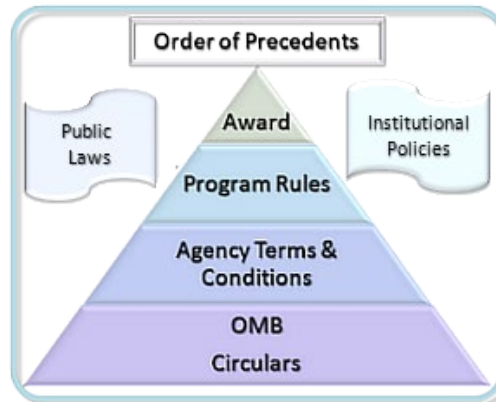 Order of Precedents
Award
Public
Laws
Institutional
Policies
Program Rules
Agency Terms &
Conditions
OMB
Circulars